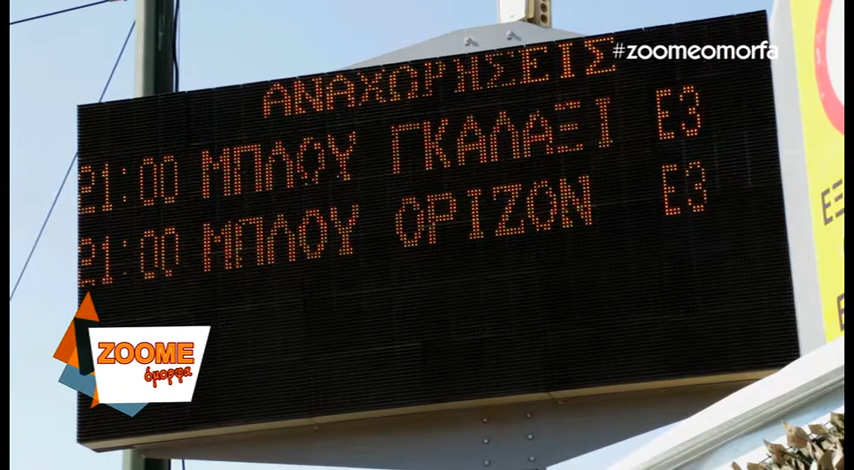 #zoomeomorfa
ΑΝΑΧΩΡΗΣΕΙΣ
21:00 ΜΠΛΟΥ ΓΚΑΛΑΞΙ Ε3
21:00 ΜΠΛΟΥ ΟΡΙΖΟΝ Ε3
ZOOME
όμορφα